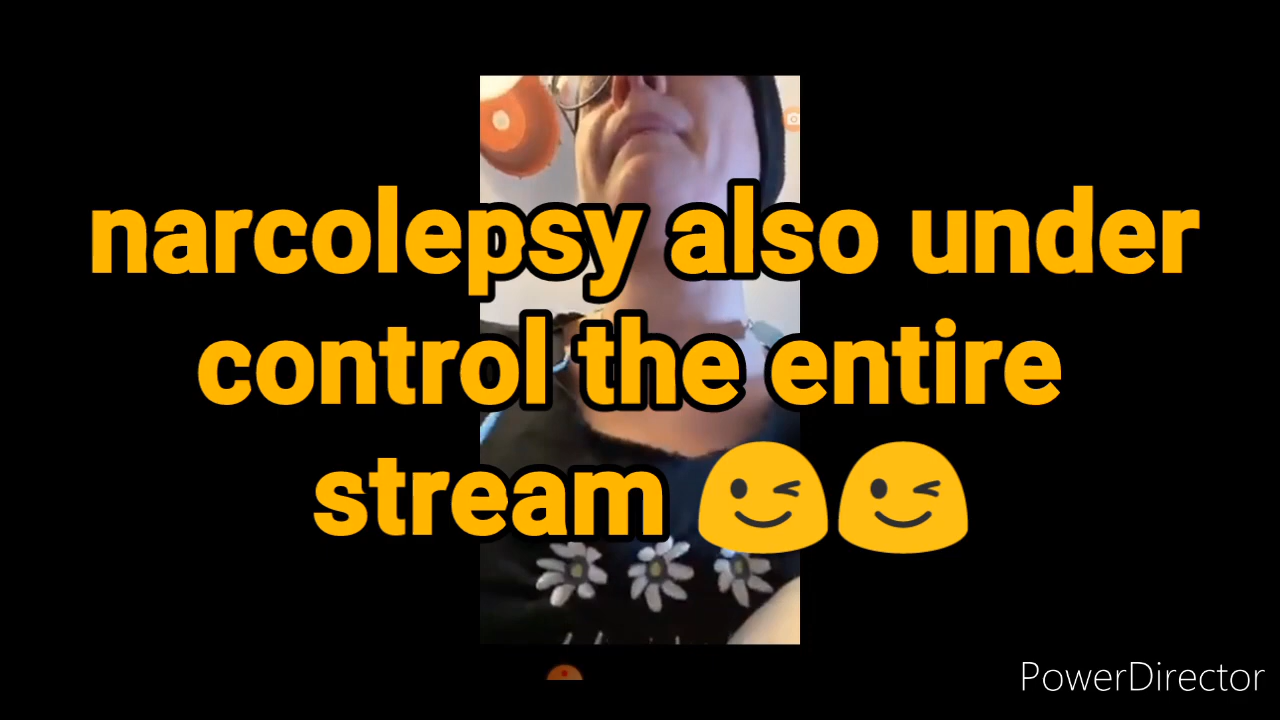 narcolepsy also under
control the entire
stream 😉😉
PowerDirector